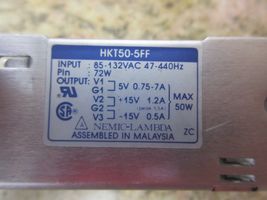 HKT50-5FF
INPUT : 85-132VAC 47-440Hz
Pin : 72W
OUTPUT: V1 5V 0.75-7A
G1
V2 +15V 1.2A MAX
G2 50W
V3 -15V 0.5A
NEMIC-LAMBDA ZC
ASSEMBLED IN MALAYSIA